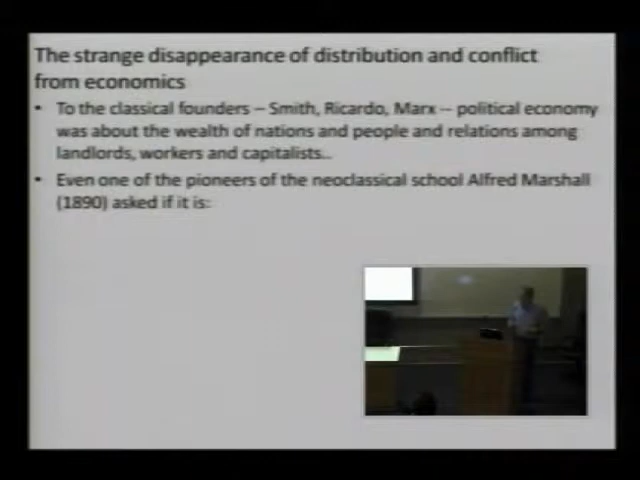 The strange disappearance of distribution and conflict
from economics
• To the classical founders – Smith, Ricardo, Marx -- political economy
was about the wealth of nations and people and relations among
landlords, workers and capitalists..
• Even one of the pioneers of the neoclassical school Alfred Marshall
(1890) asked if it is: